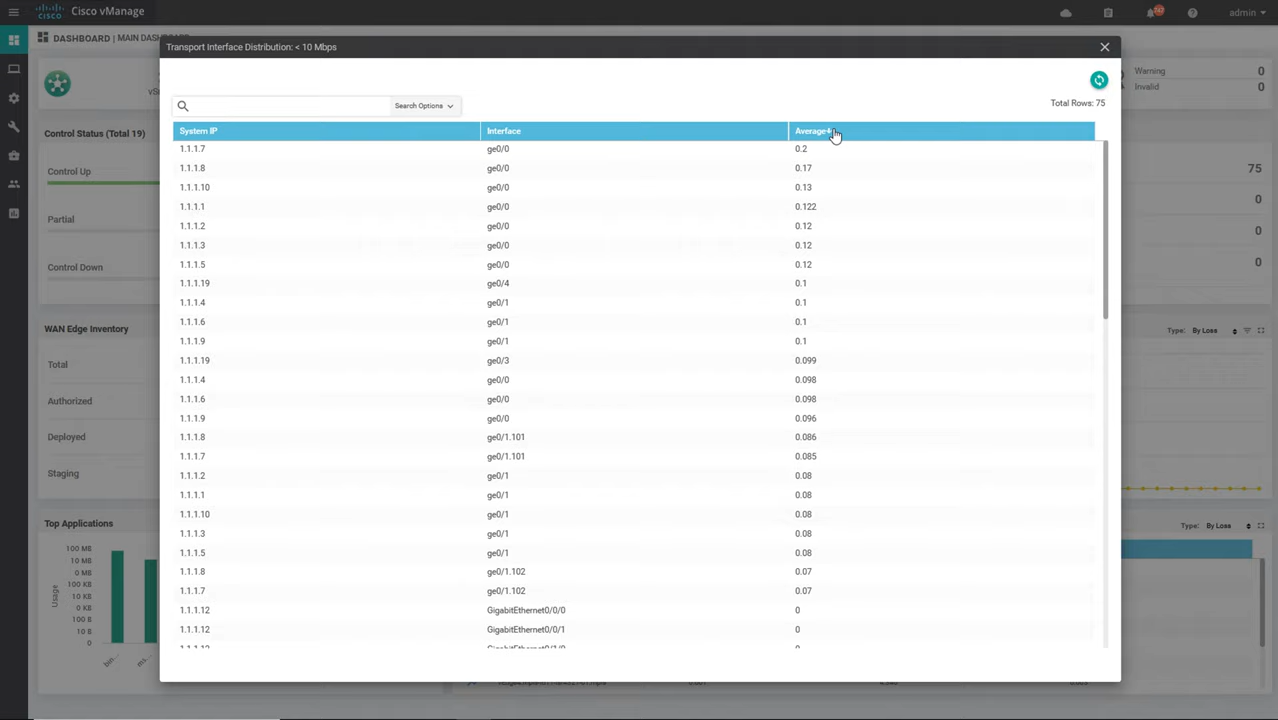 Cisco vManage
747
admin
DASHBOARD | MAIN DASHBOARD
Transport Interface Distribution: < 10 Mbps
Warning 0
Invalid 0
Search Options
Total Rows: 75
Control Status (Total 19)
Control Up
Partial
Control Down
75
0
0
0
System IP Interface Average
1.1.1.7 ge0/0 0.2
1.1.1.8 ge0/0 0.17
1.1.1.10 ge0/0 0.13
1.1.1.1 ge0/0 0.122
1.1.1.2 ge0/0 0.12
1.1.1.3 ge0/0 0.12
1.1.1.5 ge0/0 0.12
1.1.1.19 ge0/4 0.1
1.1.1.4 ge0/1 0.1
1.1.1.6 ge0/1 0.1
1.1.1.9 ge0/1 0.1
1.1.1.19 ge0/3 0.099
1.1.1.4 ge0/0 0.098
1.1.1.6 ge0/0 0.098
1.1.1.9 ge0/0 0.096
1.1.1.8 ge0/1.101 0.086
1.1.1.7 ge0/1.101 0.085
1.1.1.2 ge0/1 0.08
1.1.1.1 ge0/1 0.08
1.1.1.10 ge0/1 0.08
1.1.1.3 ge0/1 0.08
1.1.1.5 ge0/1 0.08
1.1.1.8 ge0/1.102 0.07
1.1.1.7 ge0/1.102 0.07
1.1.1.12 GigabitEthernet0/0/0 0
1.1.1.12 GigabitEthernet0/0/1 0
WAN Edge Inventory
Total
Authorized
Deployed
Staging
Type: By Loss
Top Applications
Type: By Loss
100 MB
10 MB
0 MB
100 KB
10 KB
0 KB
100 B
10 B
0
Usage
bin...
ms...